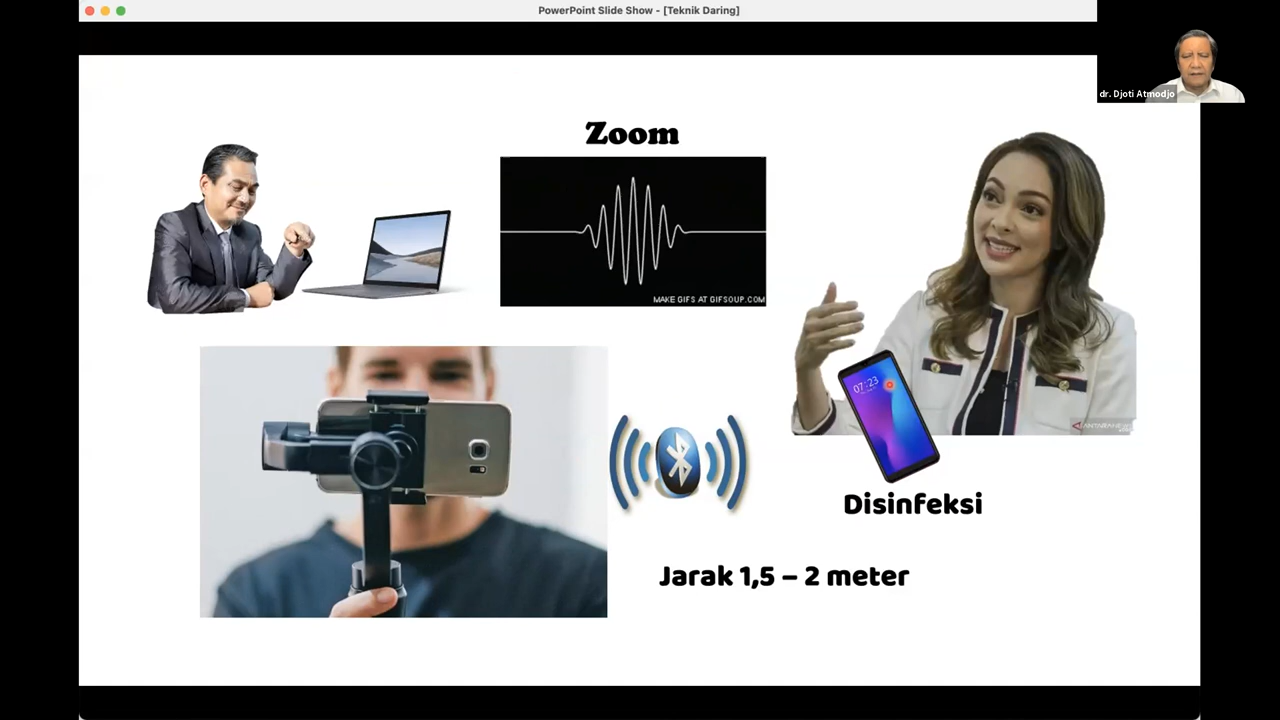 PowerPoint Slide Show - [Teknik Daring]
dr. Djoti Atmodjo
Zoom
MAKE GIFS AT GIFSOUP.COM
07:23
Disinfeksi
Jarak 1,5 – 2 meter